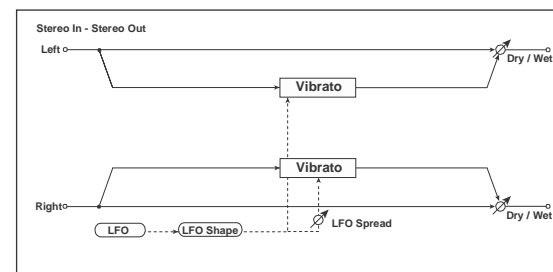 Stereo In - Stereo Out
Left
Dry / Wet
Vibrato
Vibrato
Right
LFO
LFO Shape
LFO Spread
Dry / Wet